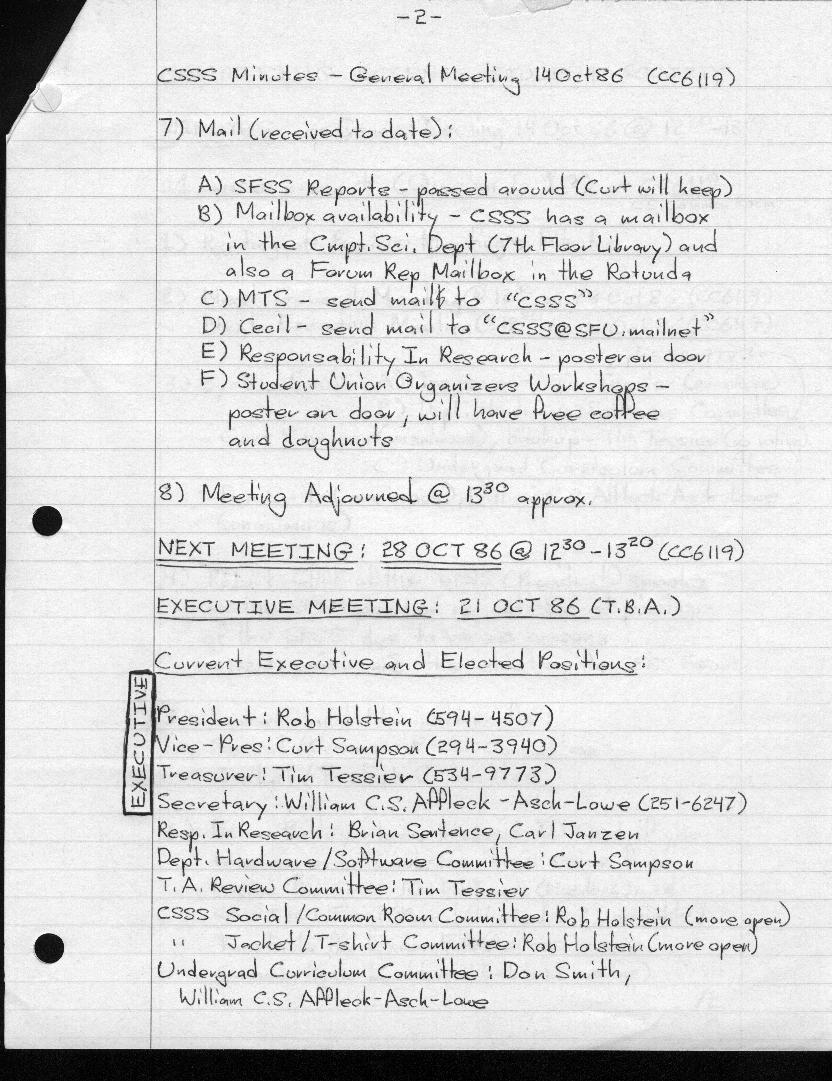 -2-
CSSS Minutes - General Meeting 14Oct86 (CC6119)
7) Mail (received to date):
A) SFSS Reports - passed around (Curt will keep)
B) Mailbox availability - CSSS has a mailbox
in the Cmpt. Sci. Dept (7th Floor Library) and
also a Forum Rep Mailbox in the Rotunda
C) MTS - send mail to "CSSS"
D) Cecil - send mail to "CSSS@SFU.mailnet"
E) Responsability In Research - poster on door
F) Student Union Organizers Workshops -
poster on door, will have free coffee
and doughnuts
8) Meeting Adjourned @ 13³⁰ approx.
NEXT MEETING: 28 OCT 86 @ 12³⁰-13²⁰ (CC6119)
EXECUTIVE MEETING: 21 OCT 86 (T.B.A.)
Current Executive and Elected Positions:
EXECUTIVE
President: Rob Holstein (594-4507)
Vice-Pres: Curt Sampson (294-3940)
Treasurer: Tim Tessier (534-9773)
Secretary: William C.S. Affleck-Asch-Lowe (251-6247)
Resp. In Research: Brian Sentence, Carl Janzen
Dept. Hardware/Software Committee: Curt Sampson
T.A. Review Committee: Tim Tessier
CSSS Social/Common Room Committee: Rob Holstein (more open)
" Jacket/T-shirt Committee: Rob Holstein (more open)
Undergrad Curriculum Committee: Don Smith,
William C.S. Affleck-Asch-Lowe